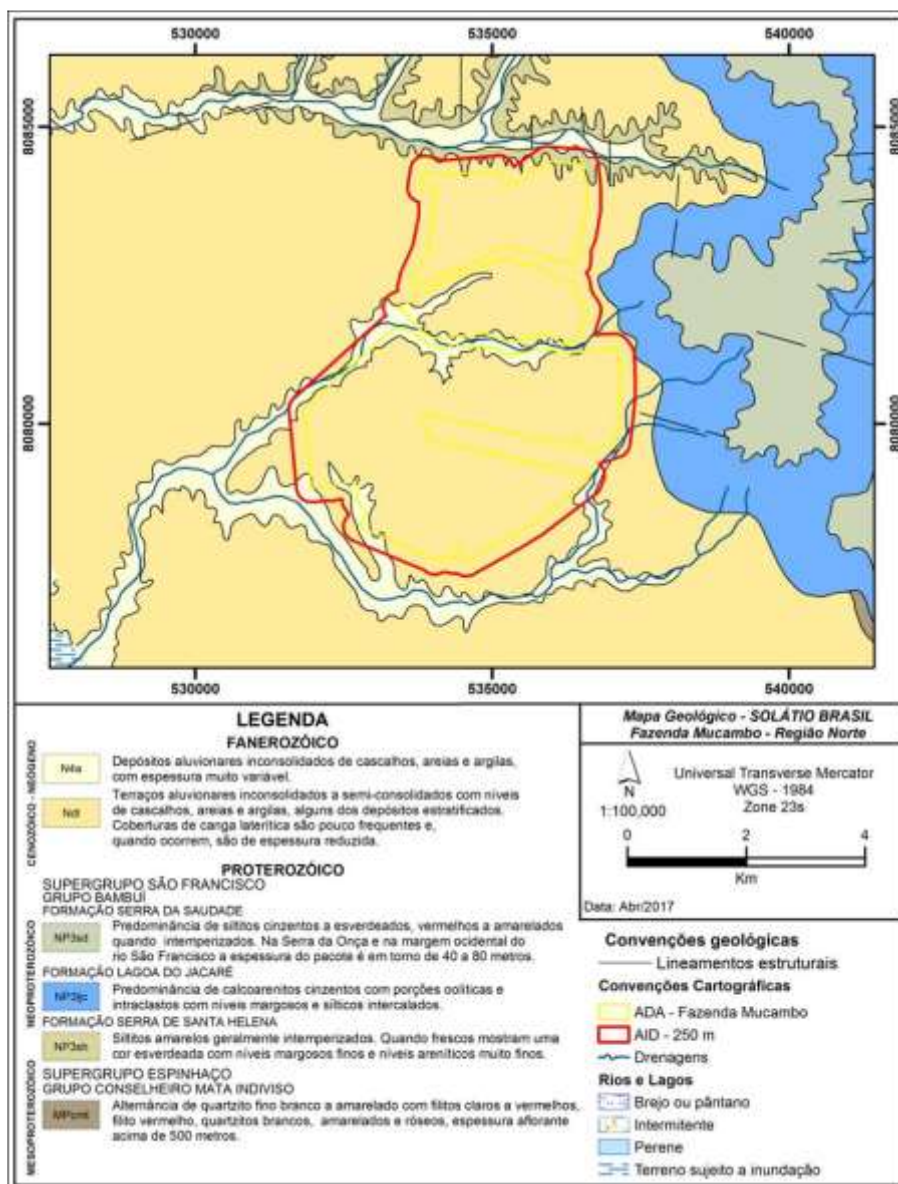 530000 535000 540000
8085000 8085000
8080000 8080000
530000 535000 540000
LEGENDA
FANEROZÓICO
CENOZÓICO - NEÓGENO
N4a
Depósitos aluvionares inconsolidados de cascalhos, areias e argilas,
com espessura muito variável.
Ndt
Terraços aluvionares inconsolidados a semi-consolidados com níveis
de cascalhos, areias e argilas, alguns dos depósitos estratificados.
Coberturas de canga laterítica são pouco frequentes e,
quando ocorrem, são de espessura reduzida.
PROTEROZÓICO
SUPERGRUPO SÃO FRANCISCO
GRUPO BAMBUÍ
NEOPROTEROZÓICO
FORMAÇÃO SERRA DA SAUDADE
NP3sd
Predominância de siltitos cinzentos a esverdeados, vermelhos a amarelados
quando intemperizados. Na Serra da Onça e na margem ocidental do
rio São Francisco a espessura do pacote é em torno de 40 a 80 metros.
FORMAÇÃO LAGOA DO JACARÉ
NP3ljc
Predominância de calcoarenitos cinzentos com porções oolíticas e
intraclastos com níveis margosos e sílticos intercalados.
FORMAÇÃO SERRA DE SANTA HELENA
NP3sh
Siltitos amarelos geralmente intemperizados. Quando frescos mostram uma
cor esverdeada com níveis margosos finos e níveis areníticos muito finos.
MESOPROTEROZÓICO
SUPERGRUPO ESPINHAÇO
GRUPO CONSELHEIRO MATA INDIVISO
MPcmi
Alternância de quartzito fino branco a amarelado com filitos claros a vermelhos,
filito vermelho, quartzitos brancos, amarelados e róseos, espessura aflorante
acima de 500 metros.
Mapa Geológico - SOLÁTIO BRASIL
Fazenda Mucambo - Região Norte
N
1:100,000
Universal Transverse Mercator
WGS - 1984
Zone 23s
0 2 4
Km
Data: Abr/2017
Convenções geológicas
Lineamentos estruturais
Convenções Cartográficas
ADA - Fazenda Mucambo
AID - 250 m
Drenagens
Rios e Lagos
Brejo ou pântano
Intermitente
Perene
Terreno sujeito a inundação